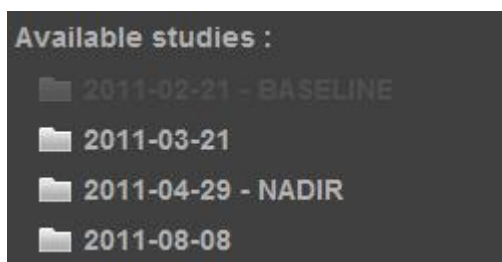 Available studies :
2011-02-21 - BASELINE
2011-03-21
2011-04-29 - NADIR
2011-08-08